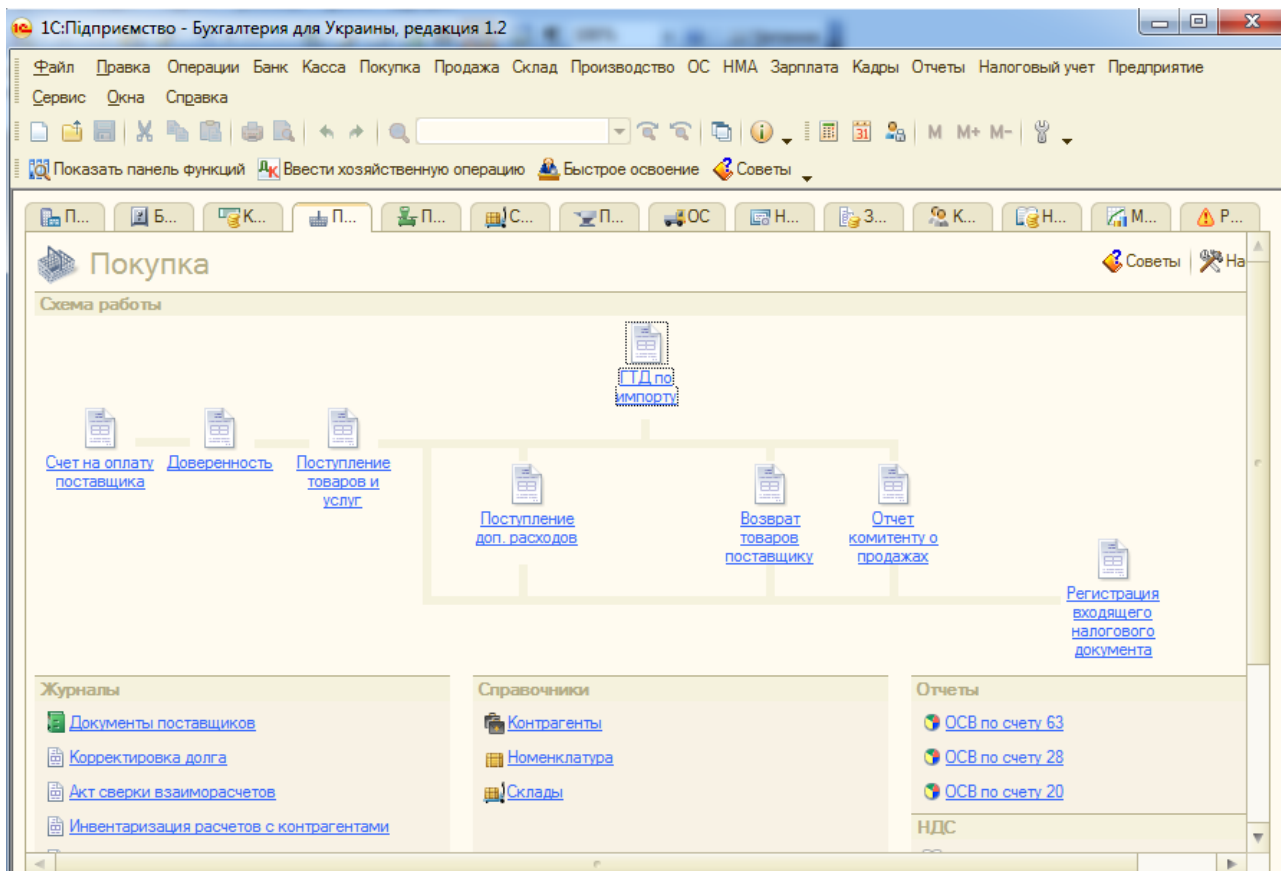 1С:Підприємство - Бухгалтерия для Украины, редакция 1.2
Файл Правка Операции Банк Касса Покупка Продажа Склад Производство ОС НМА Зарплата Кадры Отчеты Налоговый учет Предприятие
Сервис Окна Справка
M M+ M-
Показать панель функций Ввести хозяйственную операцию Быстрое освоение Советы
П... Б... К... П... П... С... П... ОС Н... З... К... Н... М... Р...
Покупка
Советы На
Схема работы
ГТД по
импорту
Счет на оплату
поставщика
Доверенность
Поступление
товаров и
услуг
Поступление
доп. расходов
Возврат
товаров
поставщику
Отчет
комитенту о
продажах
Регистрация
входящего
налогового
документа
Журналы
Документы поставщиков
Корректировка долга
Акт сверки взаиморасчетов
Инвентаризация расчетов с контрагентами
Справочники
Контрагенты
Номенклатура
Склады
Отчеты
ОСВ по счету 63
ОСВ по счету 28
ОСВ по счету 20
НДС